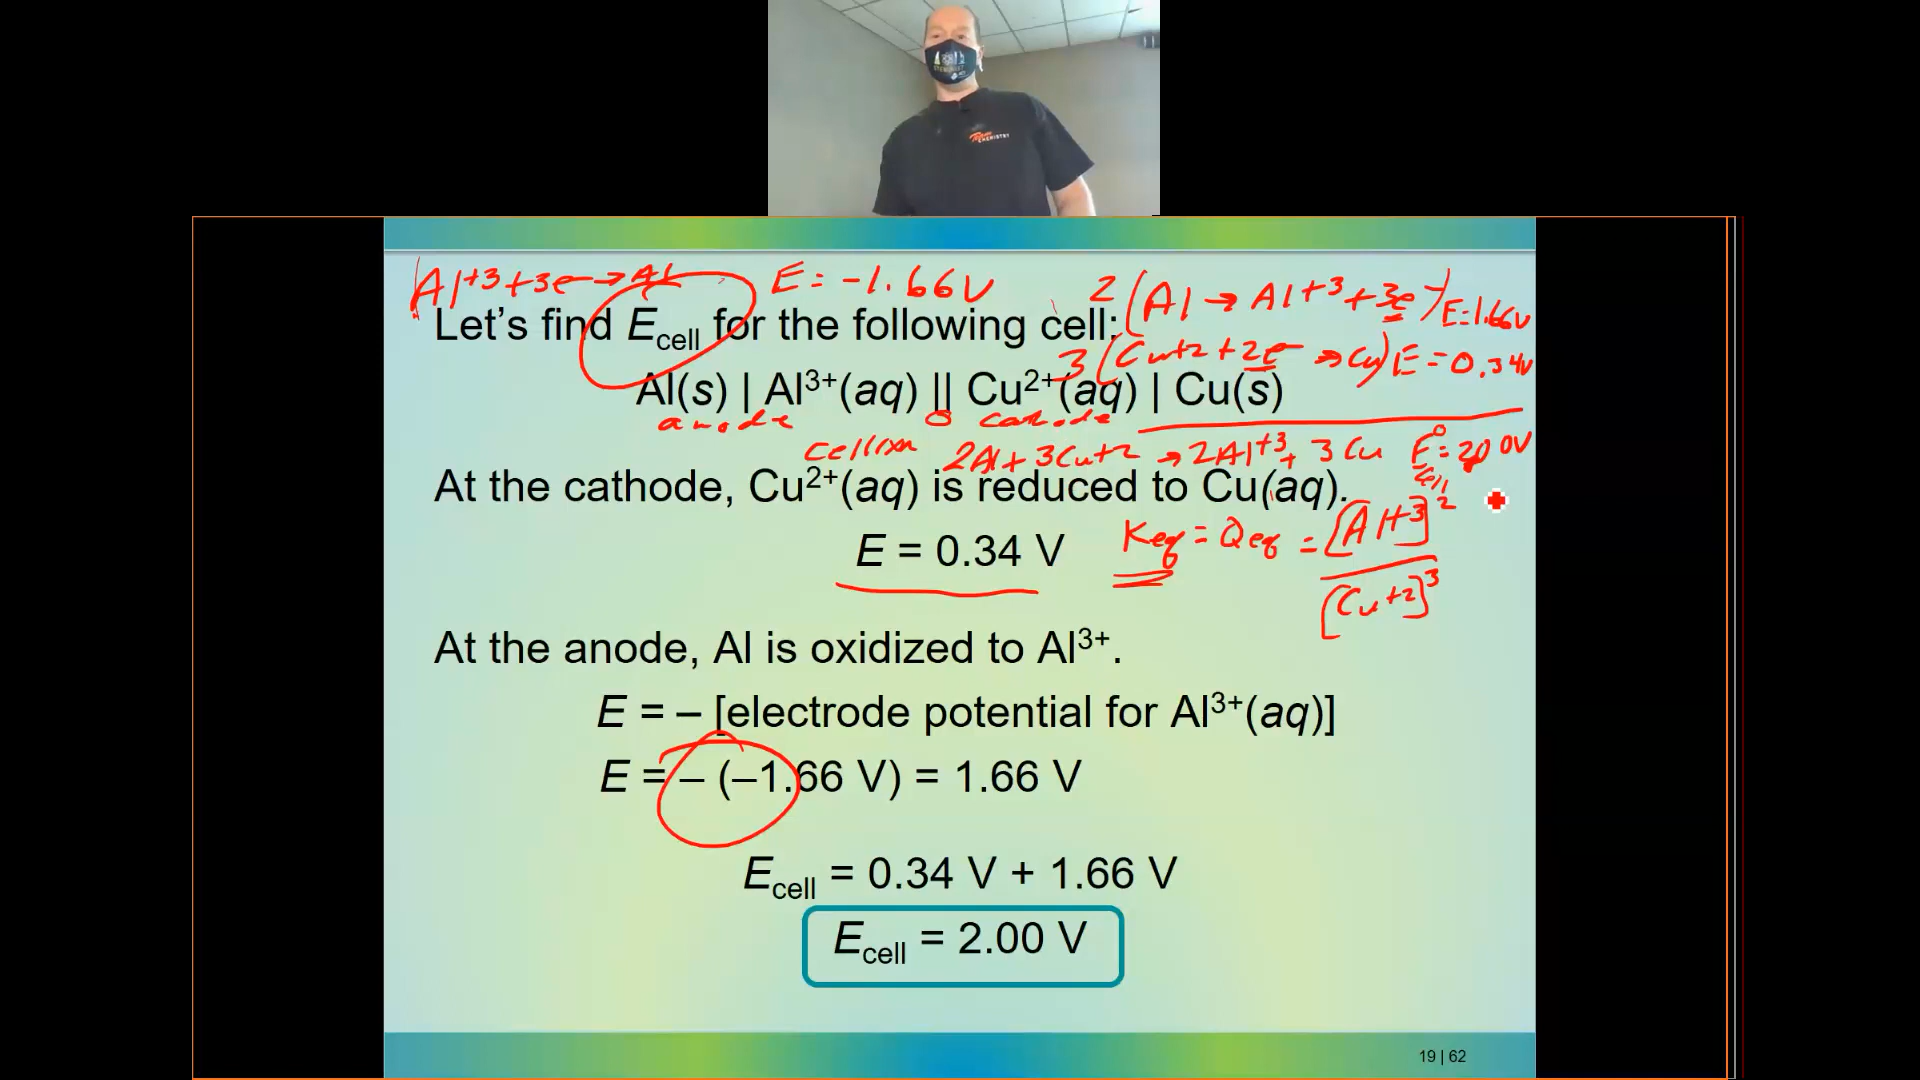 CHEMISTRY
Al+3+3e- → Al E = -1.66V 2 (Al → Al+3 + 3e-) E=1.66V
Let’s find Ecell for the following cell:
3 (Cu+2 + 2e- → Cu) E = 0.34V
Al(s) | Al³⁺(aq) || Cu²⁺(aq) | Cu(s)
anode cathode
cell rxn 2Al + 3Cu+2 → 2Al+3 + 3Cu E°cell = 2.00V
At the cathode, Cu²⁺(aq) is reduced to Cu(aq).
E = 0.34 V
Keq = Qeq = [Al+3]²
[Cu+2]³
At the anode, Al is oxidized to Al³⁺.
E = – [electrode potential for Al³⁺(aq)]
E = – (–1.66 V) = 1.66 V
Ecell = 0.34 V + 1.66 V
Ecell = 2.00 V
19 | 62